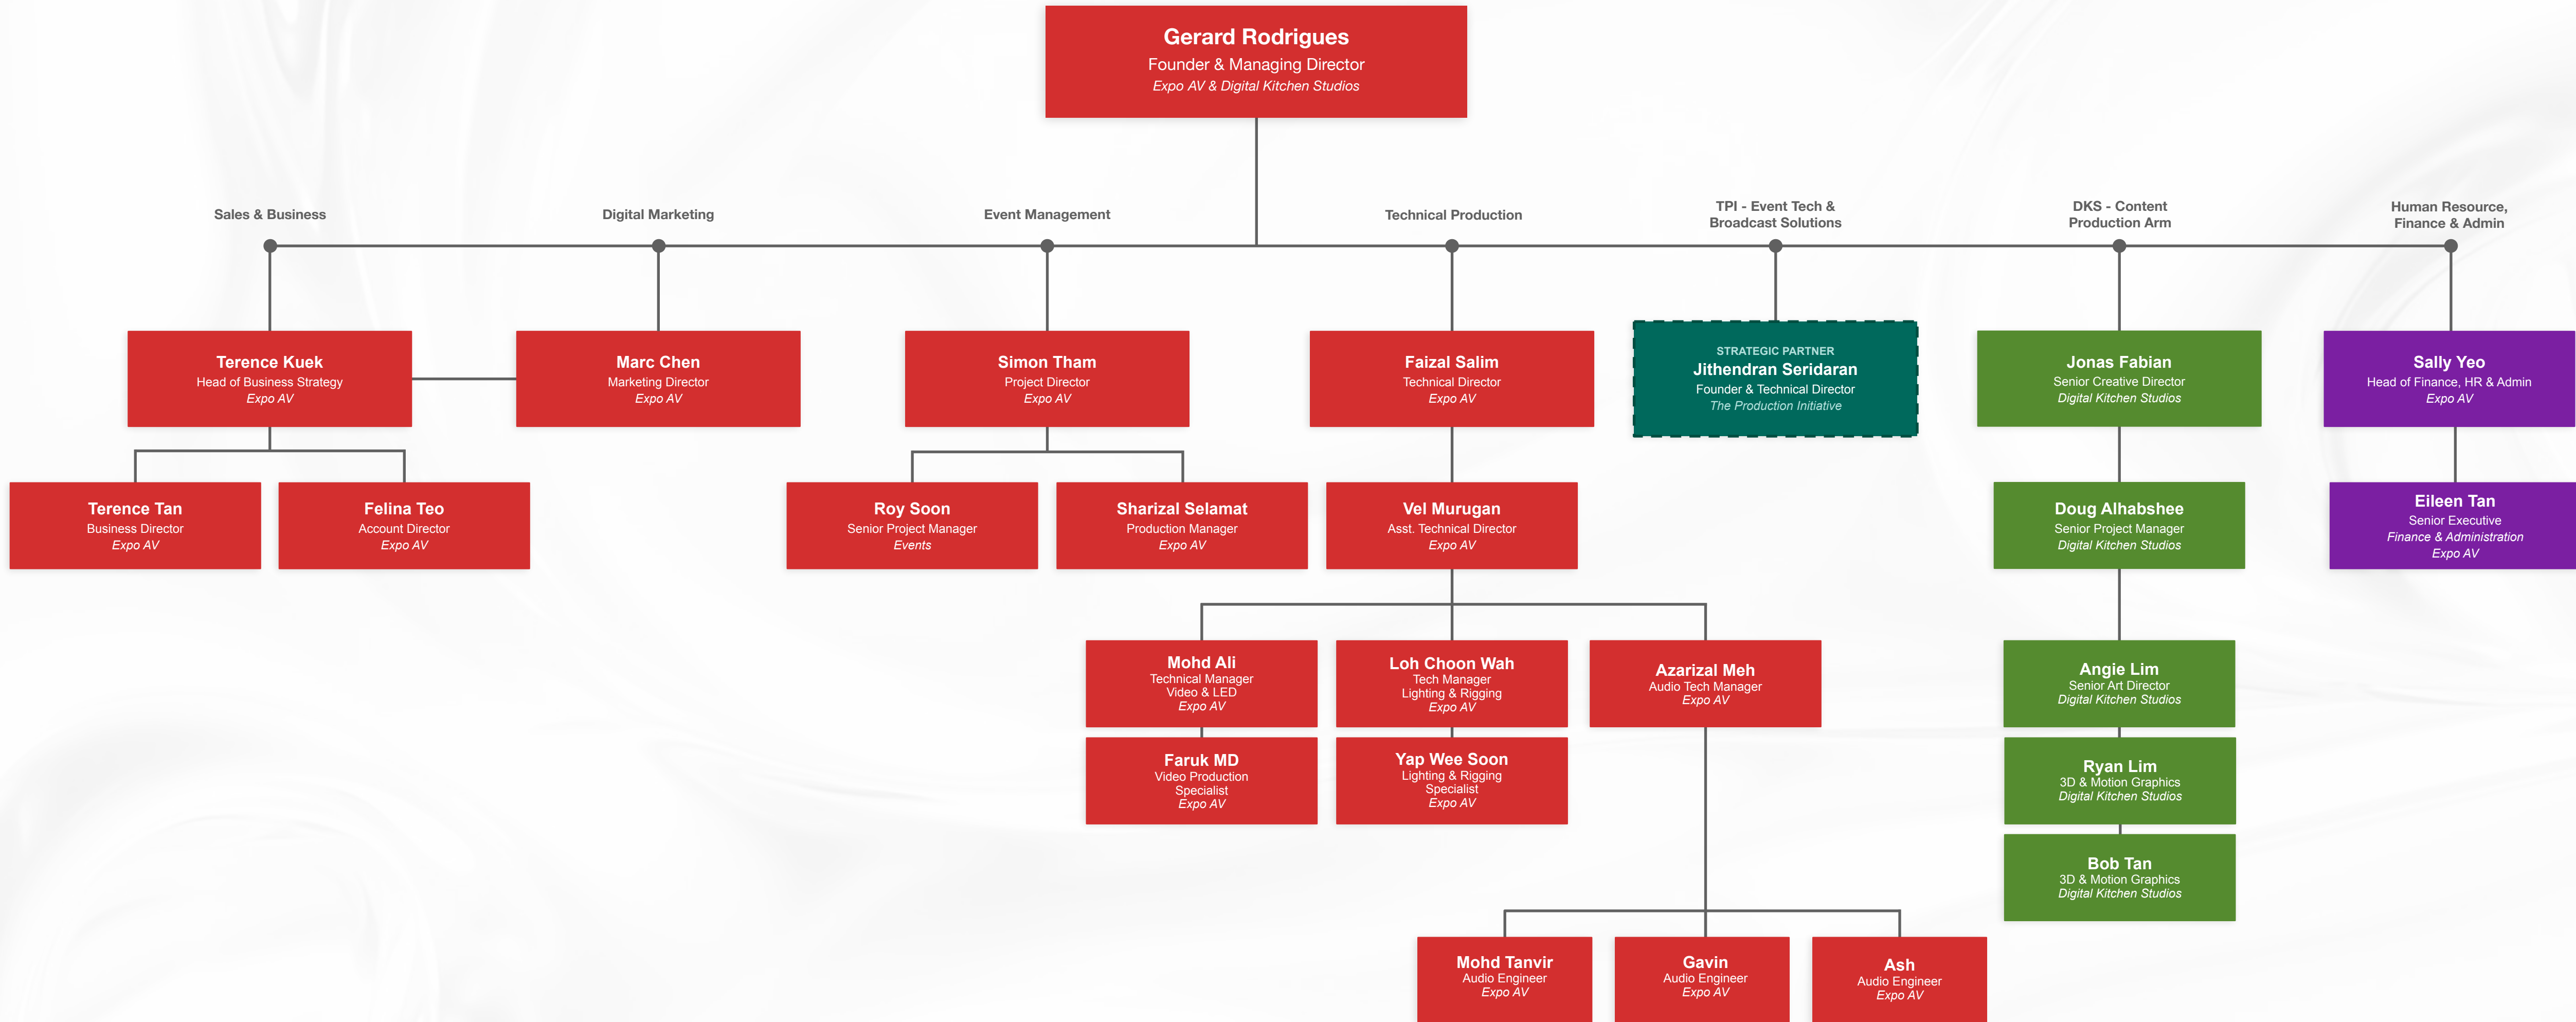 Gerard Rodrigues
Founder & Managing Director
Expo AV & Digital Kitchen Studios
Sales & Business
Digital Marketing
Event Management
Technical Production
TPI - Event Tech &
Broadcast Solutions
DKS - Content
Production Arm
Human Resource,
Finance & Admin
Terence Kuek
Head of Business Strategy
Expo AV
Marc Chen
Marketing Director
Expo AV
Simon Tham
Project Director
Expo AV
Faizal Salim
Technical Director
Expo AV
STRATEGIC PARTNER
Jithendran Seridaran
Founder & Technical Director
The Production Initiative
Jonas Fabian
Senior Creative Director
Digital Kitchen Studios
Sally Yeo
Head of Finance, HR & Admin
Expo AV
Terence Tan
Business Director
Expo AV
Felina Teo
Account Director
Expo AV
Roy Soon
Senior Project Manager
Events
Sharizal Selamat
Production Manager
Expo AV
Vel Murugan
Asst. Technical Director
Expo AV
Doug Alhabshee
Senior Project Manager
Digital Kitchen Studios
Eileen Tan
Senior Executive
Finance & Administration
Expo AV
Mohd Ali
Technical Manager
Video & LED
Expo AV
Loh Choon Wah
Tech Manager
Lighting & Rigging
Expo AV
Azarizal Meh
Audio Tech Manager
Expo AV
Angie Lim
Senior Art Director
Digital Kitchen Studios
Faruk MD
Video Production
Specialist
Expo AV
Yap Wee Soon
Lighting & Rigging
Specialist
Expo AV
Ryan Lim
3D & Motion Graphics
Digital Kitchen Studios
Bob Tan
3D & Motion Graphics
Digital Kitchen Studios
Mohd Tanvir
Audio Engineer
Expo AV
Gavin
Audio Engineer
Expo AV
Ash
Audio Engineer
Expo AV